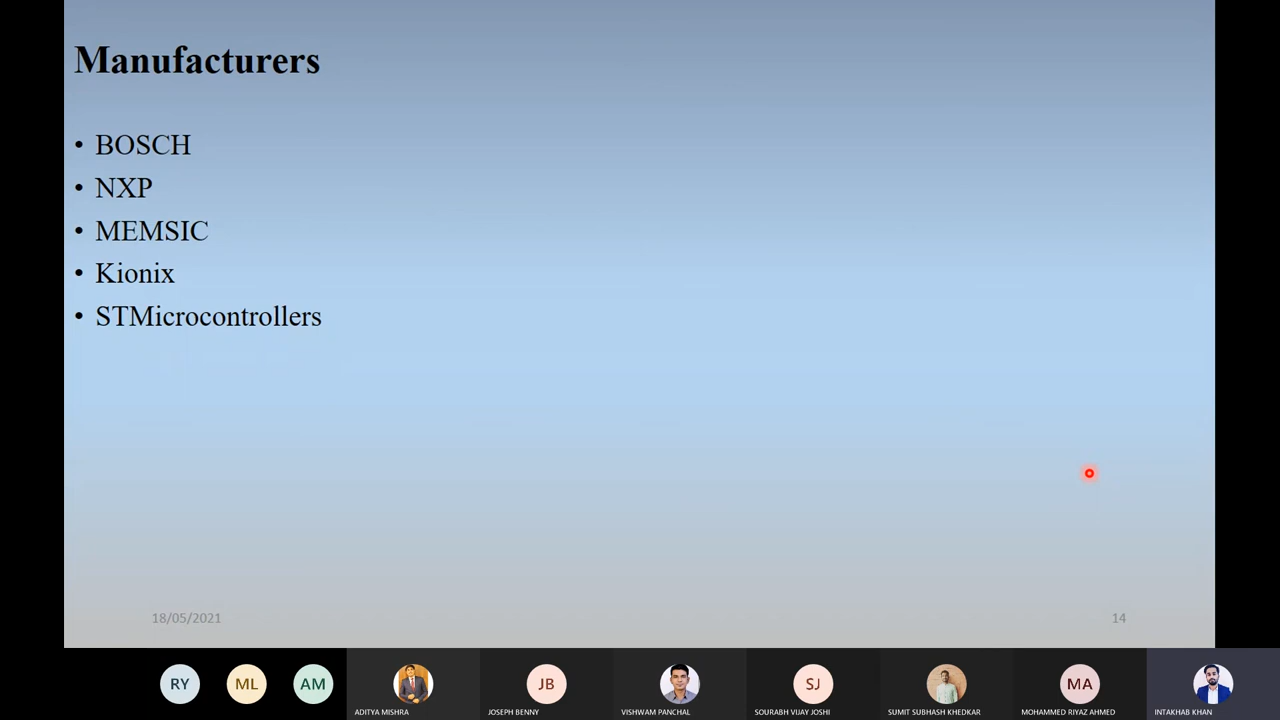 Manufacturers
• BOSCH
• NXP
• MEMSIC
• Kionix
• STMicrocontrollers
18/05/2021
14
RY
ML
AM
JB
SJ
MA
ADITYA MISHRA
JOSEPH BENNY
VISHWAM PANCHAL
SOURABH VIJAY JOSHI
SUMIT SUBHASH KHEDKAR
MOHAMMED RIYAZ AHMED
INTAKHAB KHAN